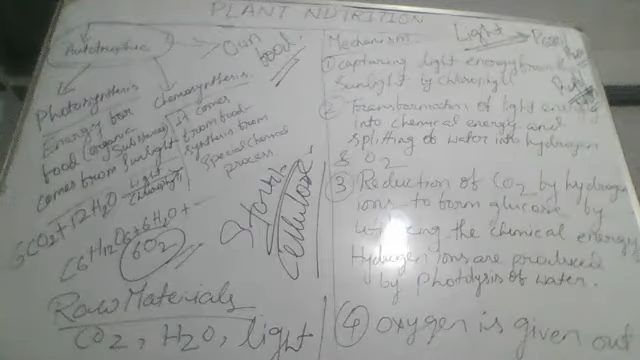 PLANT NUTRITION
Autotrophic
Own
food
Photosynthesis
Energy for
food (organic
substance)
comes from sunlight
Chemosynthesis
It comes
from food
synthesis from
special chemical
process
6CO2 + 12H2O
Light
Chlorophyll
C6H12O6 + 6H2O +
6O2
Starch
Cellulose
Raw Materials
CO2, H2O, light
Mechanism:
Light
① capturing light energy from
sunlight by chlorophyll
② Transformation of light energy
into chemical energy and
splitting of water into hydrogen
& O2
③ Reduction of CO2 by hydrogen
ions to form glucose by
utilizing the chemical energy
Hydrogen ions are produced
by photolysis of water.
④ oxygen is given out